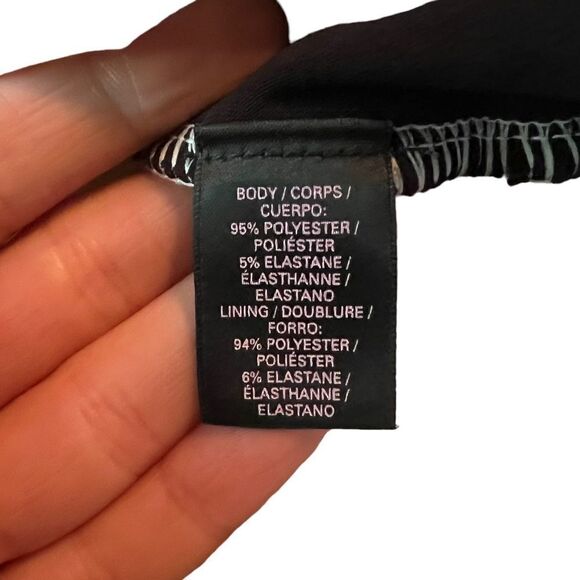 BODY / CORPS /
CUERPO:
95% POLYESTER /
POLIÉSTER
5% ELASTANE /
ÉLASTHANNE /
ELASTANO
LINING / DOUBLURE /
FORRO:
94% POLYESTER /
POLIÉSTER
6% ELASTANE /
ÉLASTHANNE /
ELASTANO